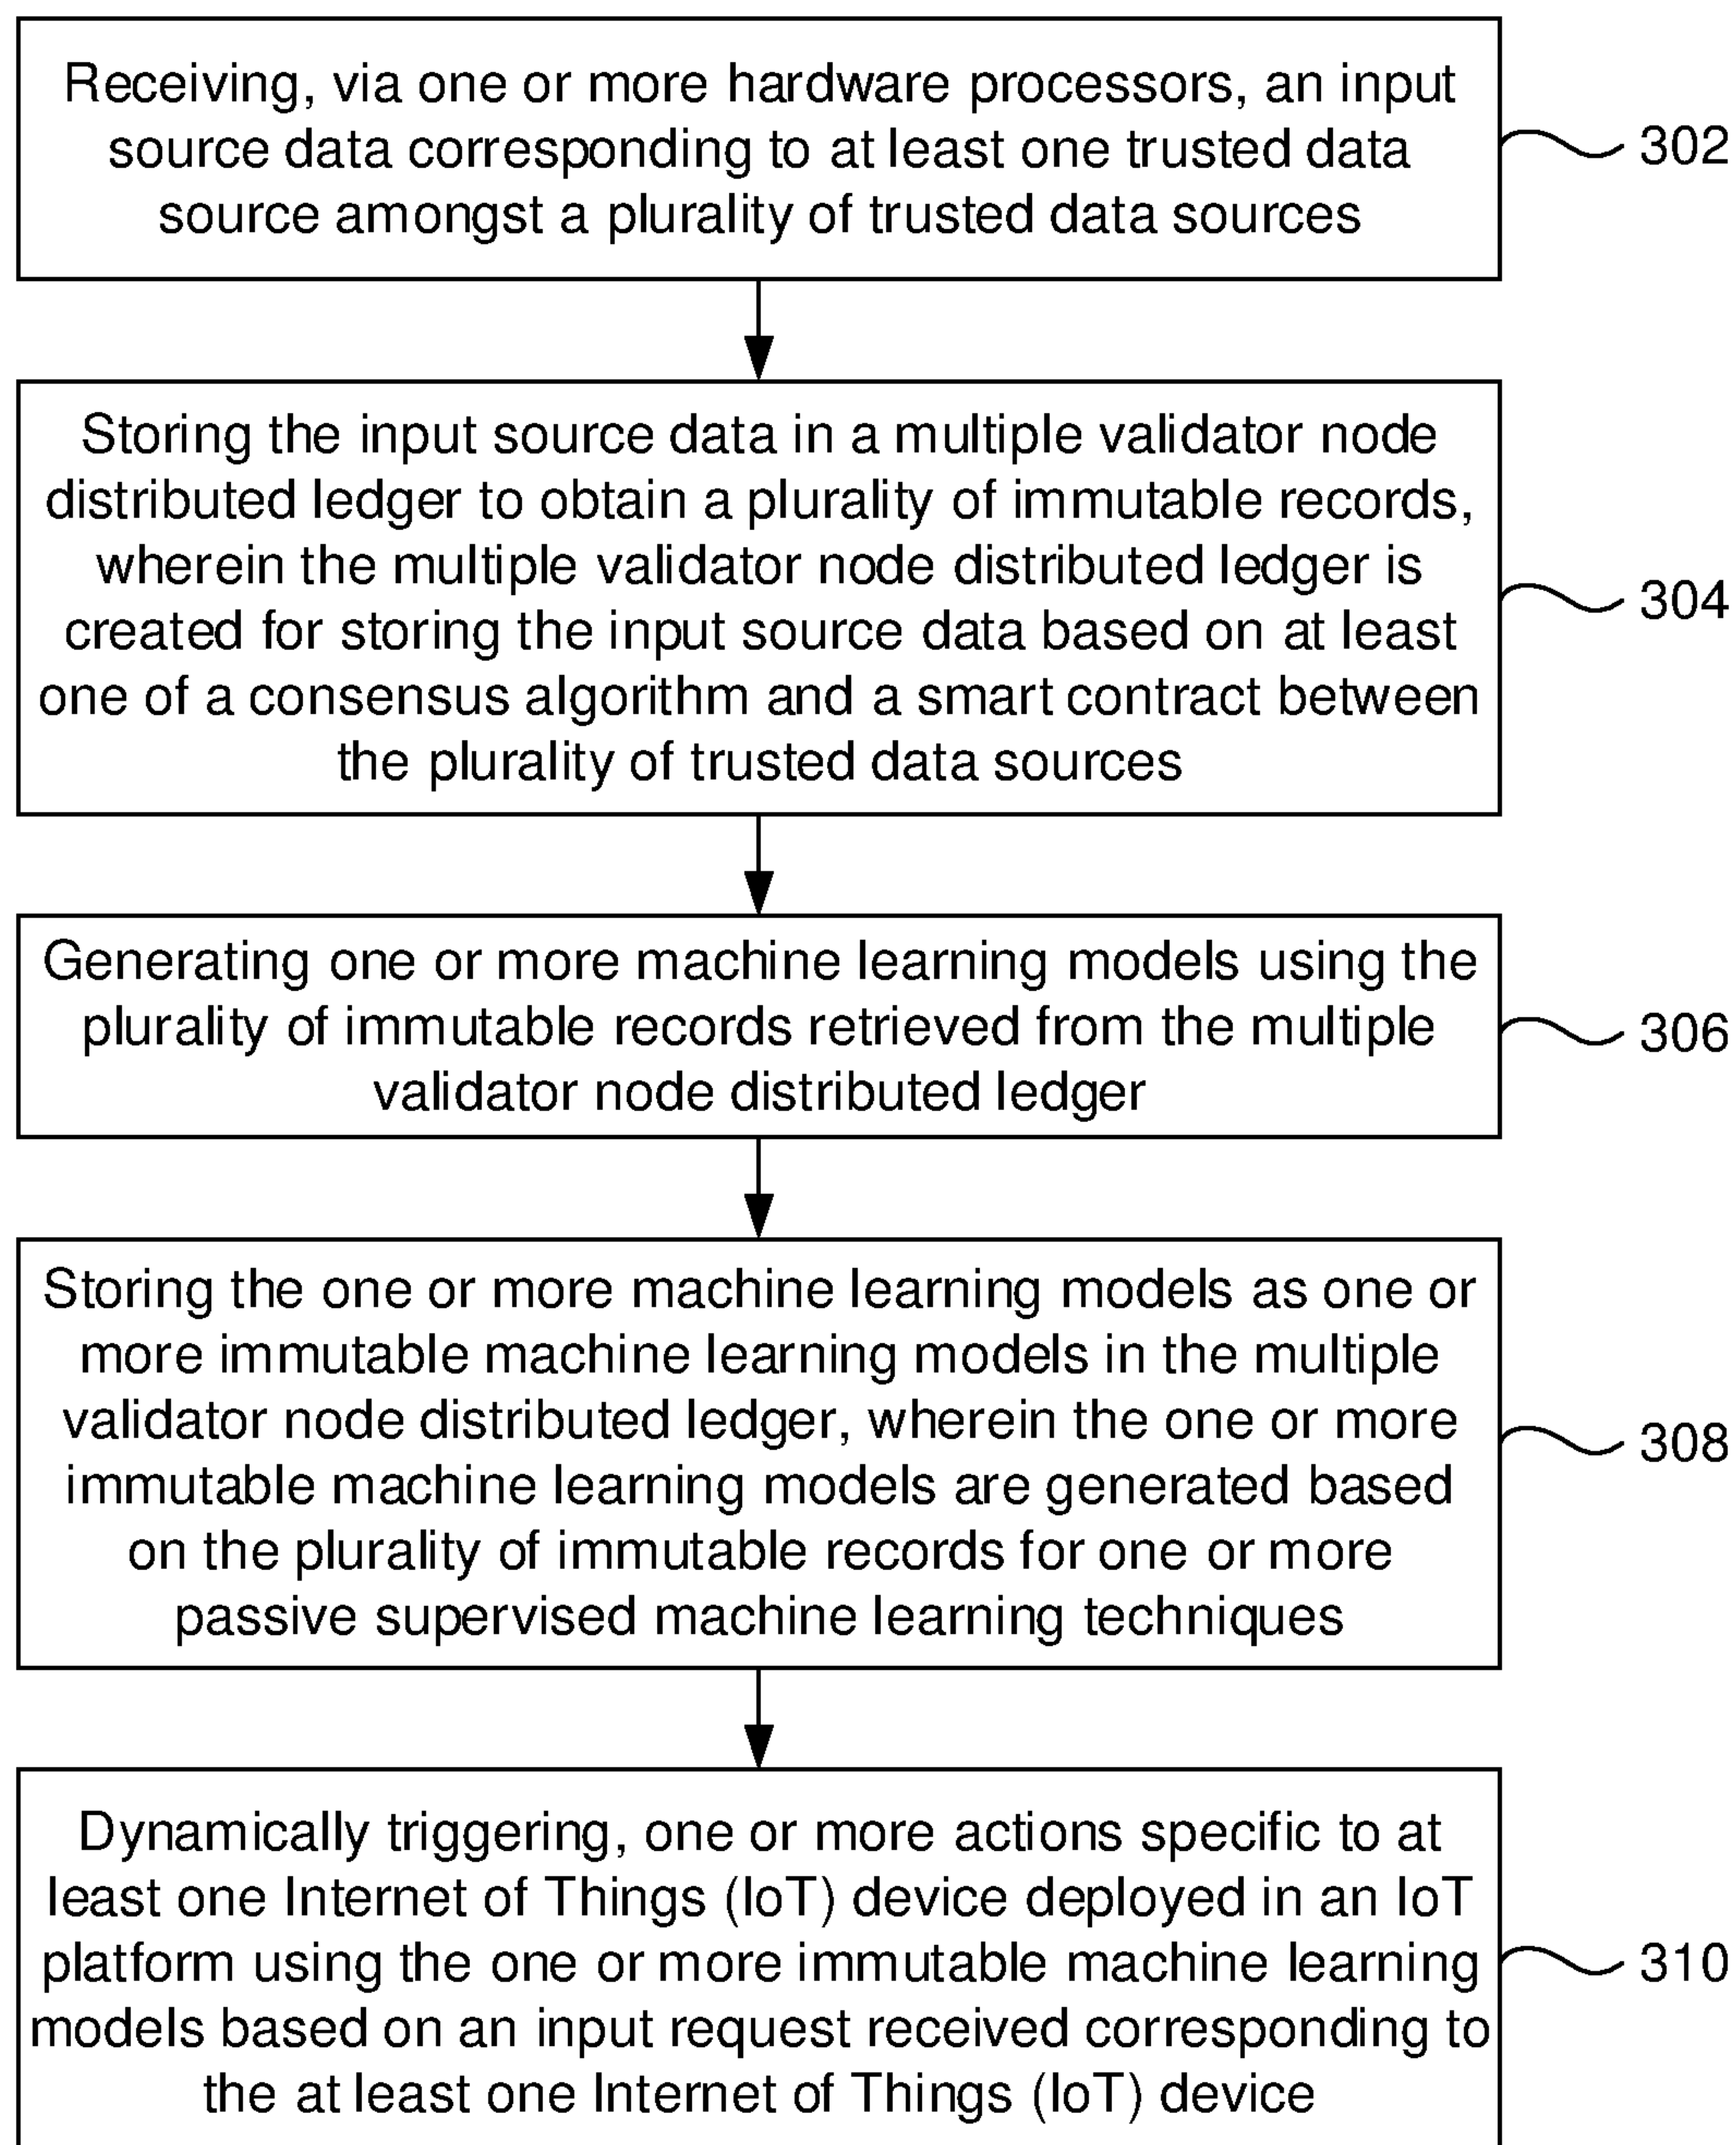 Receiving, via one or more hardware processors, an input
source data corresponding to at least one trusted data
source amongst a plurality of trusted data sources
302
Storing the input source data in a multiple validator node
distributed ledger to obtain a plurality of immutable records,
wherein the multiple validator node distributed ledger is
created for storing the input source data based on at least
one of a consensus algorithm and a smart contract between
the plurality of trusted data sources
304
Generating one or more machine learning models using the
plurality of immutable records retrieved from the multiple
validator node distributed ledger
306
Storing the one or more machine learning models as one or
more immutable machine learning models in the multiple
validator node distributed ledger, wherein the one or more
immutable machine learning models are generated based
on the plurality of immutable records for one or more
passive supervised machine learning techniques
308
Dynamically triggering, one or more actions specific to at
least one Internet of Things (IoT) device deployed in an IoT
platform using the one or more immutable machine learning
models based on an input request received corresponding to
the at least one Internet of Things (IoT) device
310